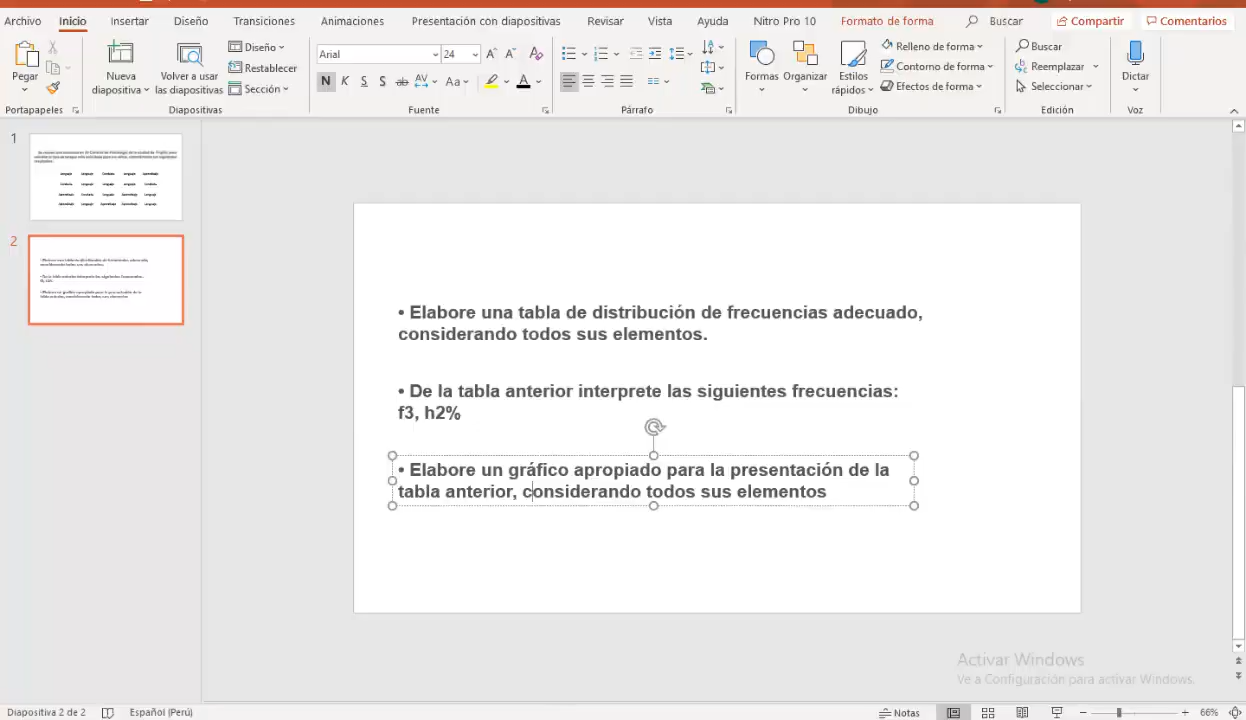 Archivo Inicio Insertar Diseño Transiciones Animaciones Presentación con diapositivas Revisar Vista Ayuda Nitro Pro 10 Formato de forma Buscar Compartir Comentarios
Pegar
Nueva diapositiva
Volver a usar las diapositivas
Diseño
Restablecer
Sección
Arial 24
N K S S ab AV Aa A
Formas Organizar Estilos rápidos
Relleno de forma
Contorno de forma
Efectos de forma
Buscar
Reemplazar
Seleccionar
Dictar
Portapapeles Diapositivas Fuente Párrafo Dibujo Edición Voz
1
2
• Elabore una tabla de distribución de frecuencias adecuado,
considerando todos sus elementos.
• De la tabla anterior interprete las siguientes frecuencias:
f3, h2%
• Elabore un gráfico apropiado para la presentación de la
tabla anterior, considerando todos sus elementos
Activar Windows
Ve a Configuración para activar Windows.
Diapositiva 2 de 2 Español (Perú) Notas 66%